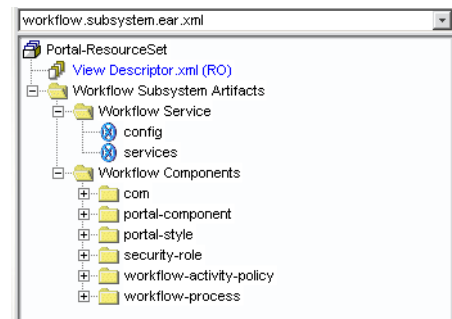 workflow.subsystem.ear.xml
Portal-ResourceSet
View Descriptor.xml (RO)
Workflow Subsystem Artifacts
Workflow Service
config
services
Workflow Components
com
portal-component
portal-style
security-role
workflow-activity-policy
workflow-process